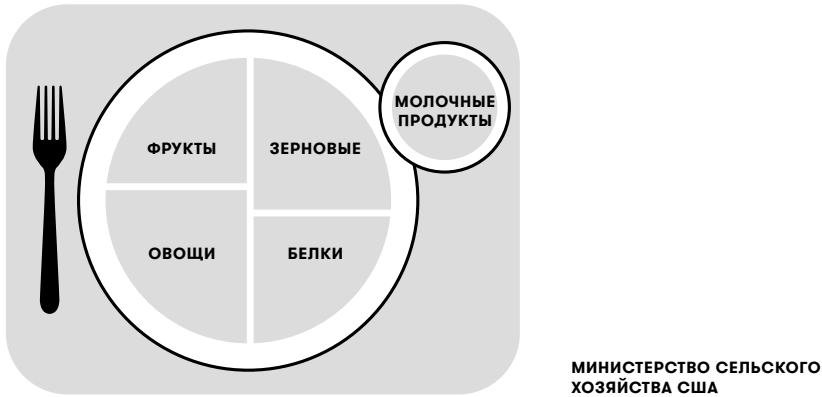 МОЛОЧНЫЕ
ПРОДУКТЫ
ФРУКТЫ
ЗЕРНОВЫЕ
ОВОЩИ
БЕЛКИ
МИНИСТЕРСТВО СЕЛЬСКОГО
ХОЗЯЙСТВА США